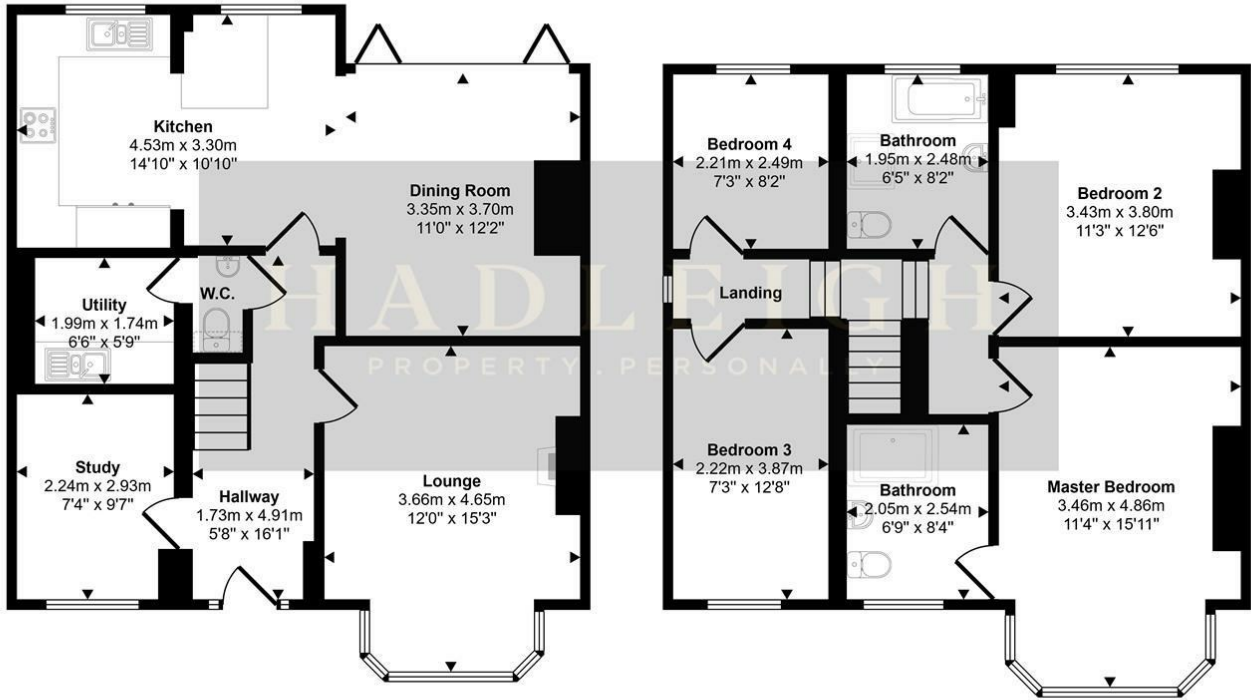 Kitchen
4.53m x 3.30m
14'10" x 10'10"
Dining Room
3.35m x 3.70m
11'0" x 12'2"
Utility
1.99m x 1.74m
6'6" x 5'9"
W.C.
Study
2.24m x 2.93m
7'4" x 9'7"
Hallway
1.73m x 4.91m
5'8" x 16'1"
Lounge
3.66m x 4.65m
12'0" x 15'3"
Bedroom 4
2.21m x 2.49m
7'3" x 8'2"
Bathroom
1.95m x 2.48m
6'5" x 8'2"
Bedroom 2
3.43m x 3.80m
11'3" x 12'6"
Landing
Bedroom 3
2.22m x 3.87m
7'3" x 12'8"
Bathroom
2.05m x 2.54m
6'9" x 8'4"
Master Bedroom
3.46m x 4.86m
11'4" x 15'11"
HADLEIGH
PROPERTY. PERSONALLY